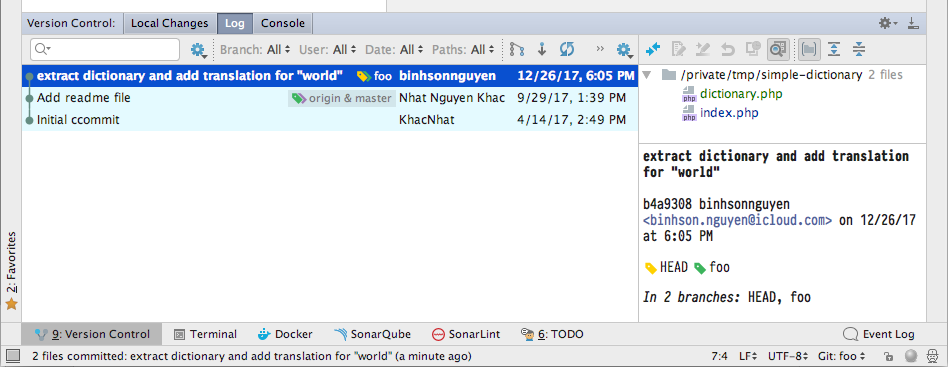 Version Control: Local Changes Log Console
Branch: All User: All Date: All Paths: All »
extract dictionary and add translation for "world" foo binhsonnguyen 12/26/17, 6:05 PM
Add readme file origin & master Nhat Nguyen Khac 9/29/17, 1:39 PM
Initial ccommit KhacNhat 4/14/17, 2:49 PM
/private/tmp/simple-dictionary 2 files
php dictionary.php
php index.php
extract dictionary and add translation
for "world"
b4a9308 binhsonnguyen
<binhson.nguyen@icloud.com> on 12/26/17
at 6:05 PM
HEAD foo
In 2 branches: HEAD, foo
2: Favorites
9: Version Control Terminal Docker SonarQube SonarLint 6: TODO Event Log
2 files committed: extract dictionary and add translation for "world" (a minute ago) 7:4 LF UTF-8 Git: foo